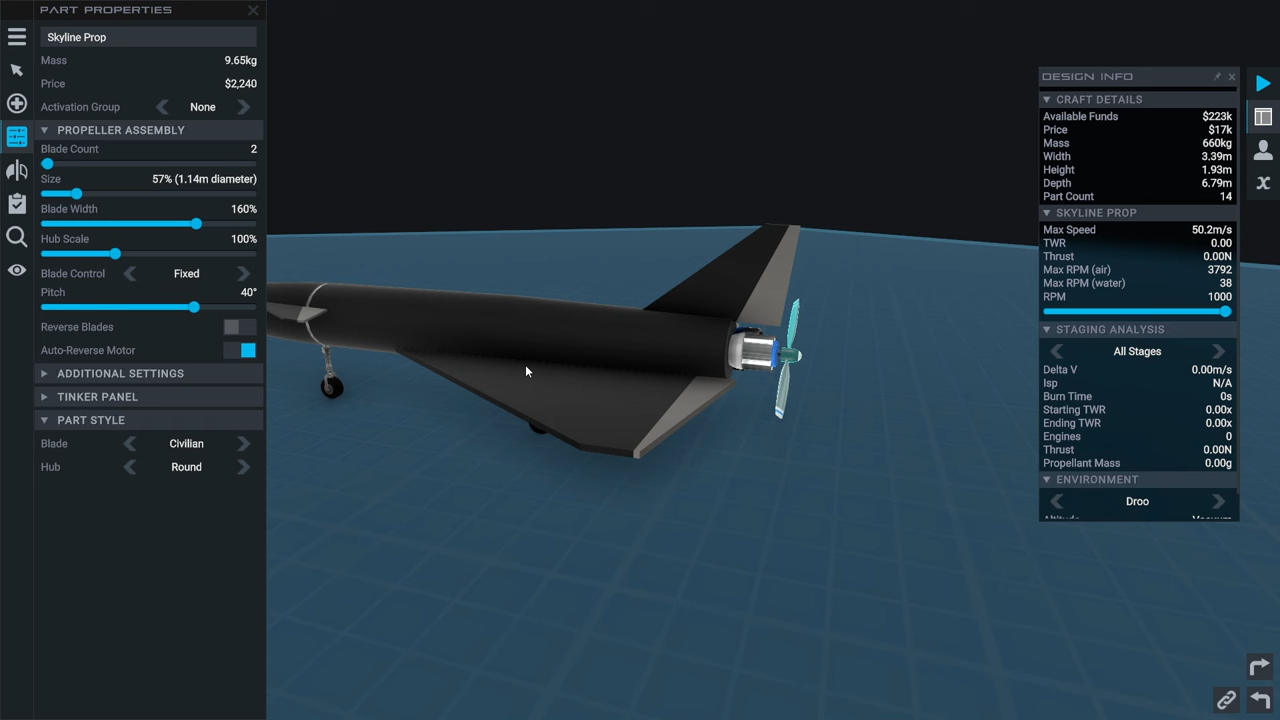 PART PROPERTIES
Skyline Prop
Mass 9.65kg
Price $2,240
Activation Group None
PROPELLER ASSEMBLY
Blade Count 2
Size 57% (1.14m diameter)
Blade Width 160%
Hub Scale 100%
Blade Control Fixed
Pitch 40°
Reverse Blades
Auto-Reverse Motor
ADDITIONAL SETTINGS
TINKER PANEL
PART STYLE
Blade Civilian
Hub Round
DESIGN INFO
CRAFT DETAILS
Available Funds $223k
Price $17k
Mass 660kg
Width 3.39m
Height 1.93m
Depth 6.79m
Part Count 14
SKYLINE PROP
Max Speed 50.2m/s
TWR 0.00
Thrust 0.00N
Max RPM (air) 3792
Max RPM (water) 38
RPM 1000
STAGING ANALYSIS
All Stages
Delta V 0.00m/s
Isp N/A
Burn Time 0s
Starting TWR 0.00x
Ending TWR 0.00x
Engines 0
Thrust 0.00N
Propellant Mass 0.00g
ENVIRONMENT
Droo